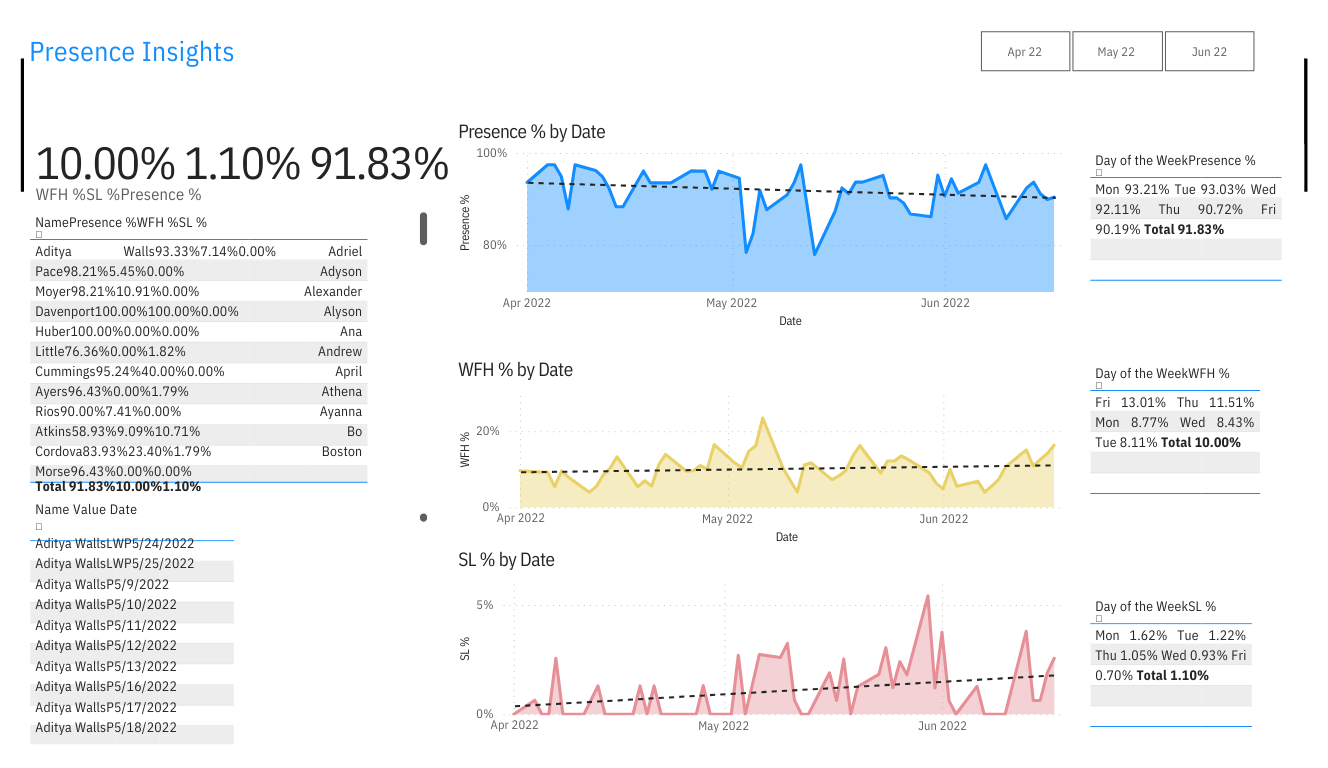 Presence Insights
Apr 22
May 22
Jun 22
10.00% 1.10% 91.83%
WFH %SL %Presence %
NamePresence %WFH %SL %
Aditya Walls93.33%7.14%0.00% Adriel
Pace98.21%5.45%0.00% Adyson
Moyer98.21%10.91%0.00% Alexander
Davenport100.00%100.00%0.00% Alyson
Huber100.00%0.00%0.00% Ana
Little76.36%0.00%1.82% Andrew
Cummings95.24%40.00%0.00% April
Ayers96.43%0.00%1.79% Athena
Rios90.00%7.41%0.00% Ayanna
Atkins58.93%9.09%10.71% Bo
Cordova83.93%23.40%1.79% Boston
Morse96.43%0.00%0.00%
Total 91.83%10.00%1.10%
Name Value Date
Aditya WallsLWP5/24/2022
Aditya WallsLWP5/25/2022
Aditya WallsP5/9/2022
Aditya WallsP5/10/2022
Aditya WallsP5/11/2022
Aditya WallsP5/12/2022
Aditya WallsP5/13/2022
Aditya WallsP5/16/2022
Aditya WallsP5/17/2022
Aditya WallsP5/18/2022
Presence % by Date
100%
80%
Presence %
Apr 2022
May 2022
Jun 2022
Date
Day of the WeekPresence %
Mon 93.21% Tue 93.03% Wed
92.11% Thu 90.72% Fri
90.19% Total 91.83%
WFH % by Date
20%
0%
WFH %
Apr 2022
May 2022
Jun 2022
Date
Day of the WeekWFH %
Fri 13.01% Thu 11.51%
Mon 8.77% Wed 8.43%
Tue 8.11% Total 10.00%
SL % by Date
5%
0%
SL %
Apr 2022
May 2022
Jun 2022
Date
Day of the WeekSL %
Mon 1.62% Tue 1.22%
Thu 1.05% Wed 0.93% Fri
0.70% Total 1.10%